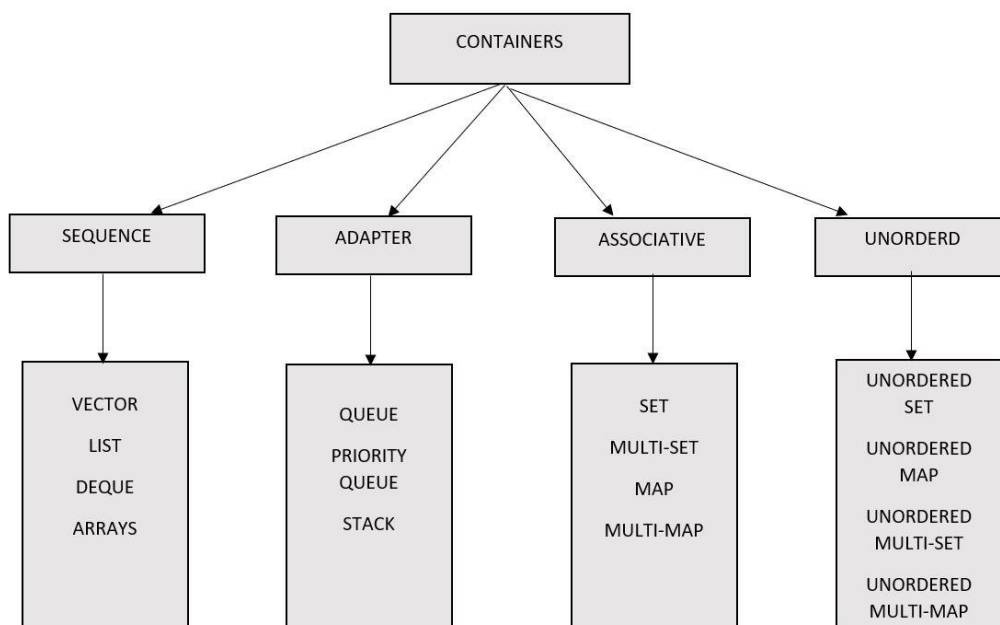 CONTAINERS
SEQUENCE
ADAPTER
ASSOCIATIVE
UNORDERD
VECTOR
LIST
DEQUE
ARRAYS
QUEUE
PRIORITY
QUEUE
STACK
SET
MULTI-SET
MAP
MULTI-MAP
UNORDERED
SET
UNORDERED
MAP
UNORDERED
MULTI-SET
UNORDERED
MULTI-MAP